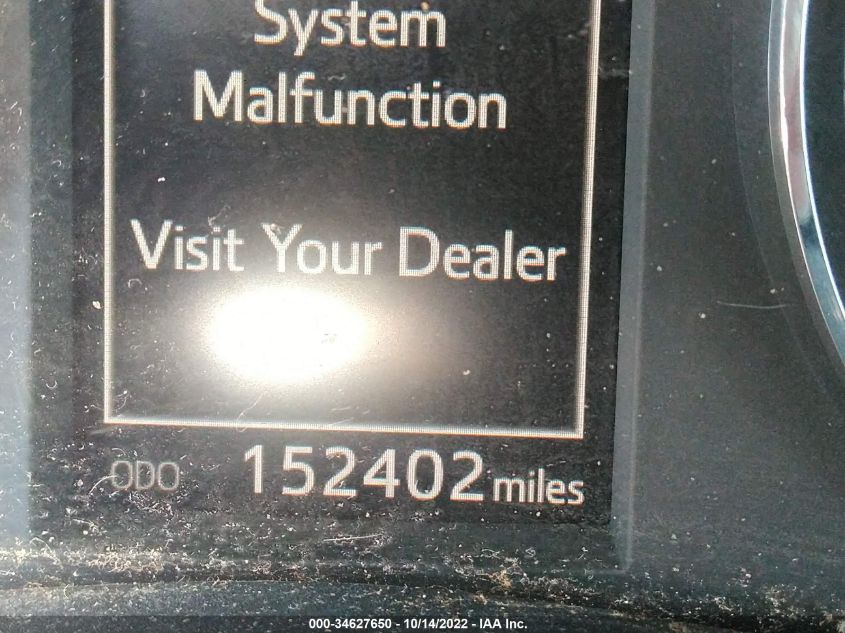 System
Malfunction
Visit Your Dealer
ODO 152402 miles
000-34627650 - 10/14/2022 - IAA Inc.